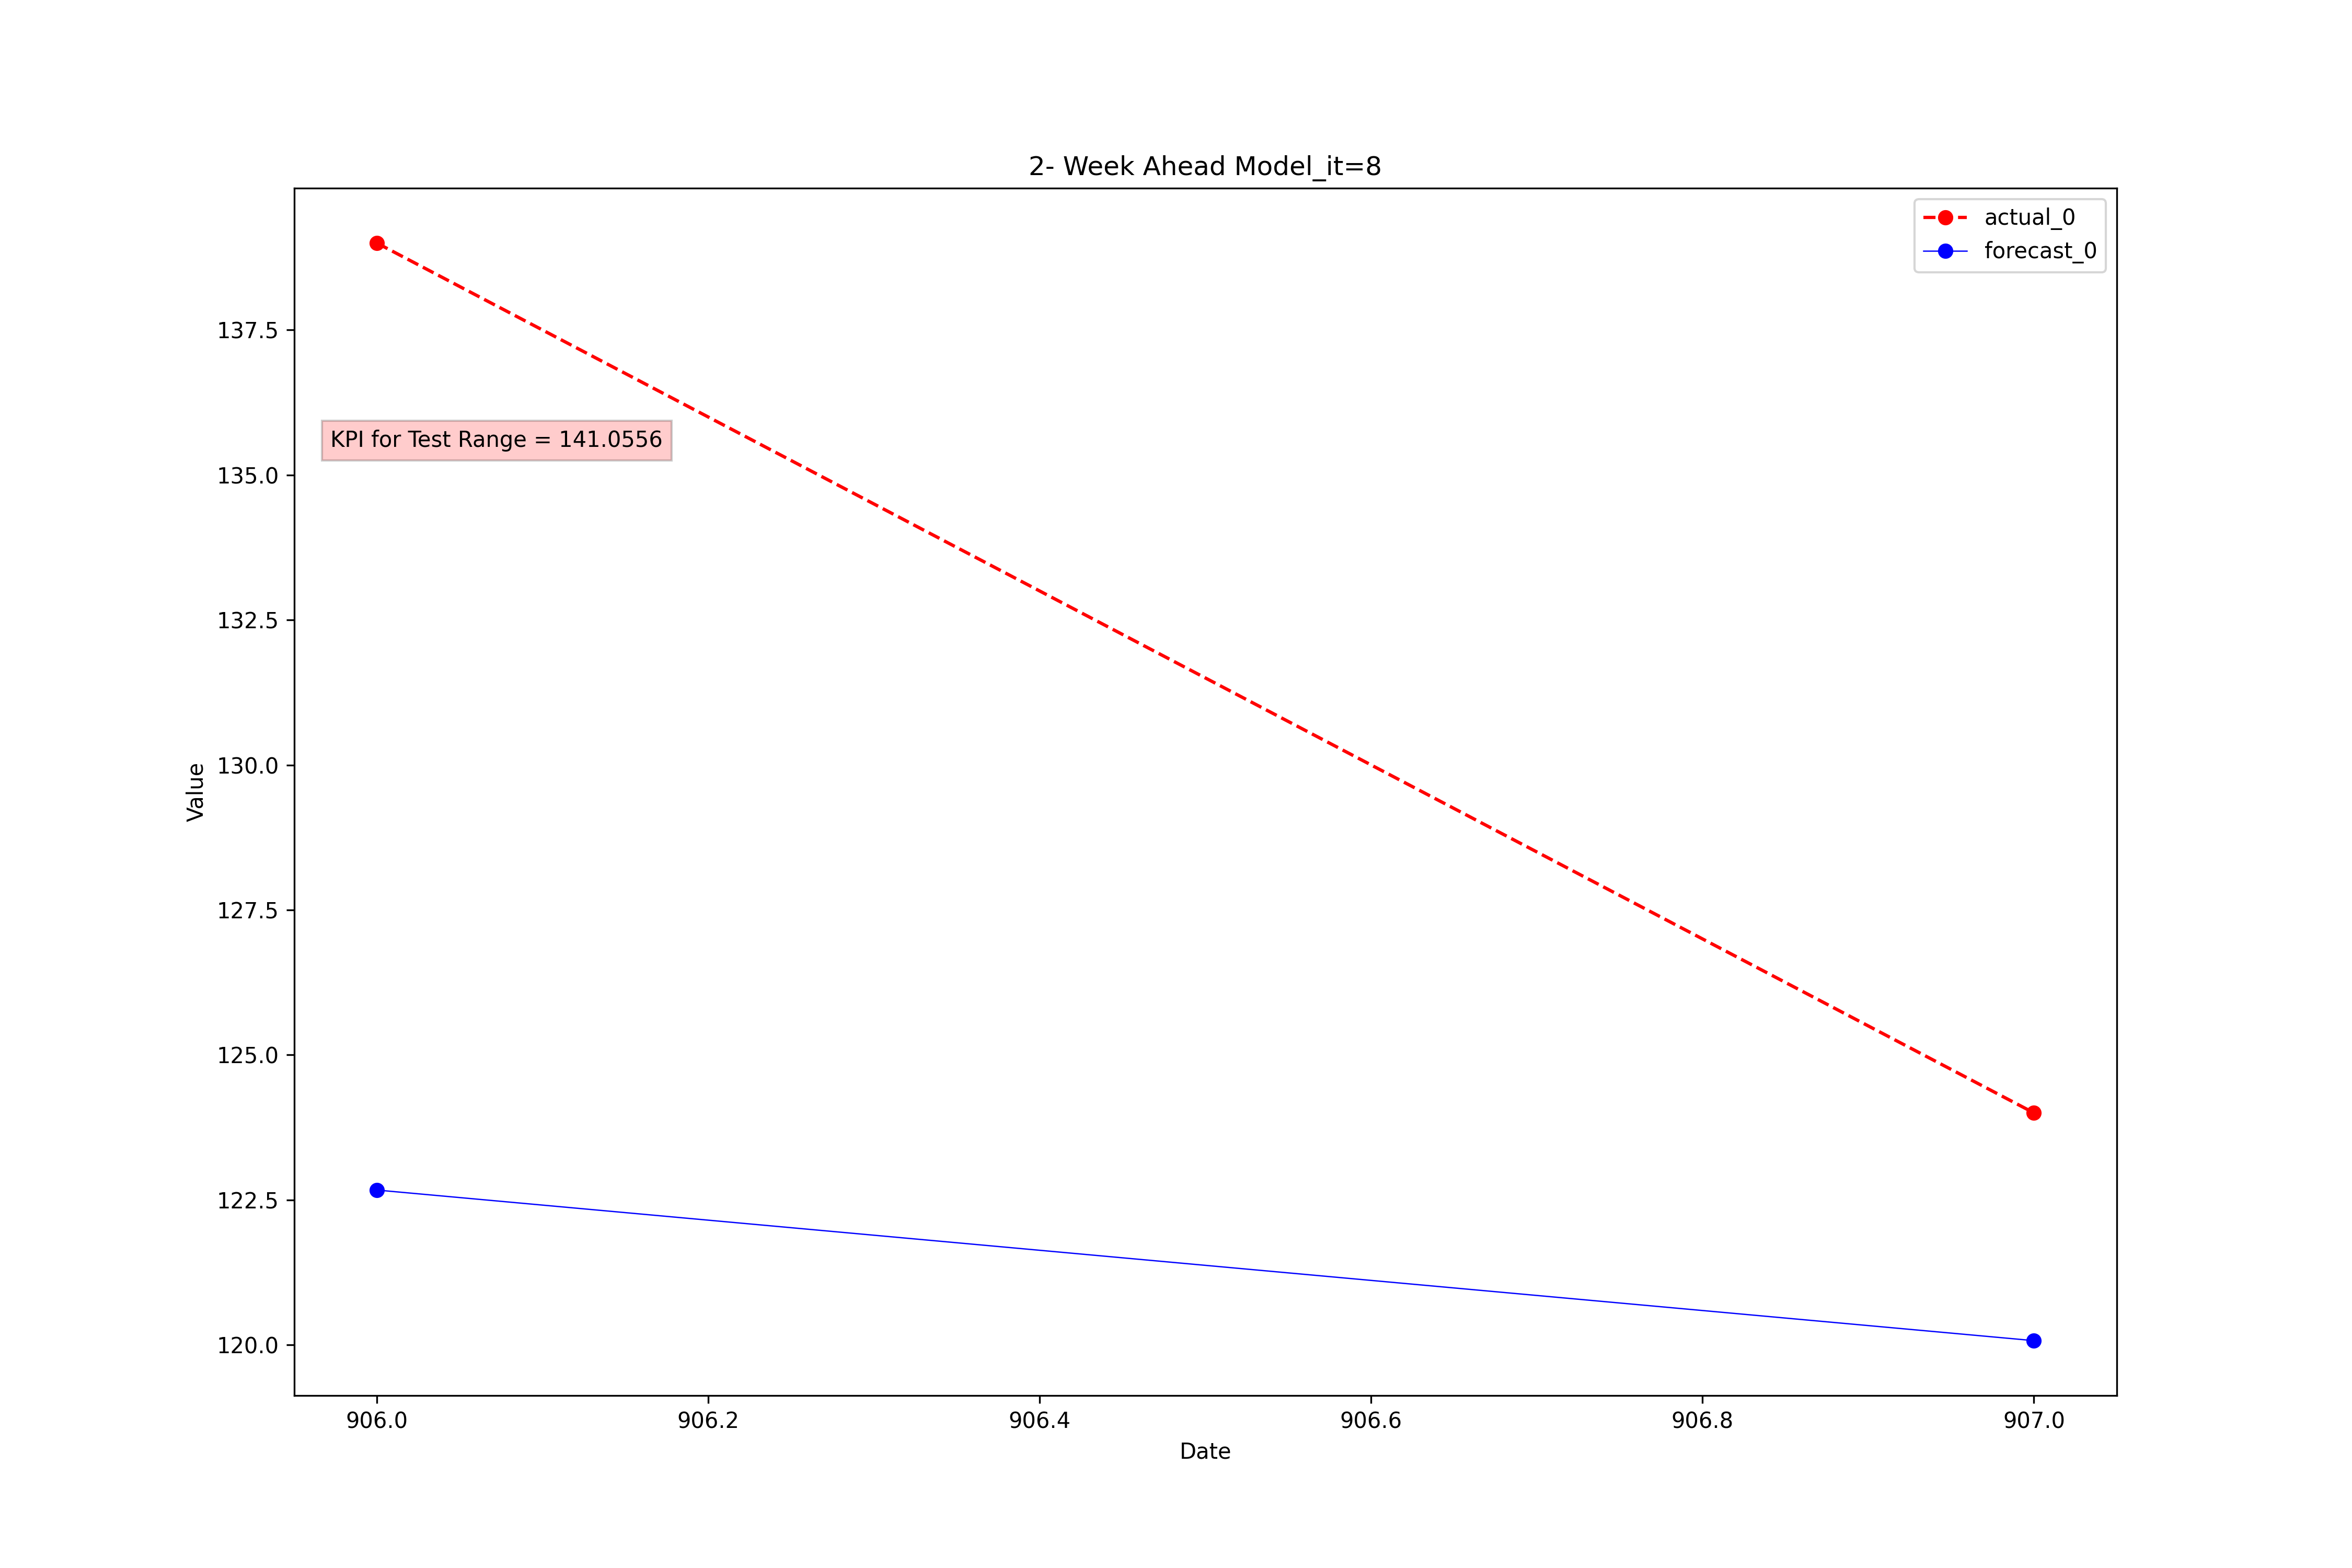 2- Week Ahead Model_it=8
actual_0
forecast_0
KPI for Test Range = 141.0556
Value
137.5
135.0
132.5
130.0
127.5
125.0
122.5
120.0
906.0 906.2 906.4 906.6 906.8 907.0
Date